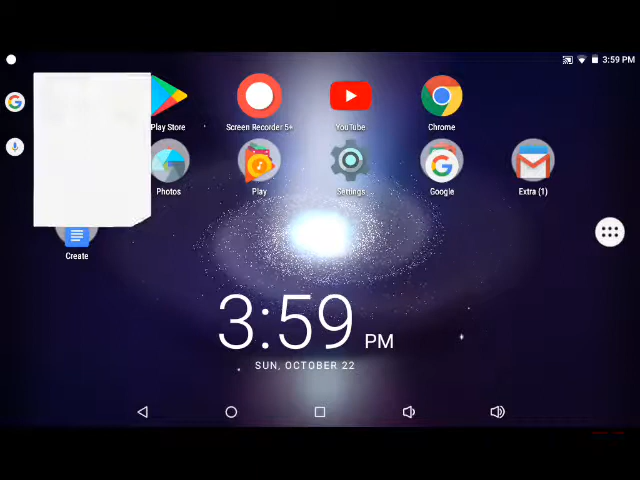 3:59 PM
Play Store
Screen Recorder 5+
YouTube
Chrome
Photos
Play
Settings
Google
Extra (1)
Create
3:59 PM
SUN, OCTOBER 22